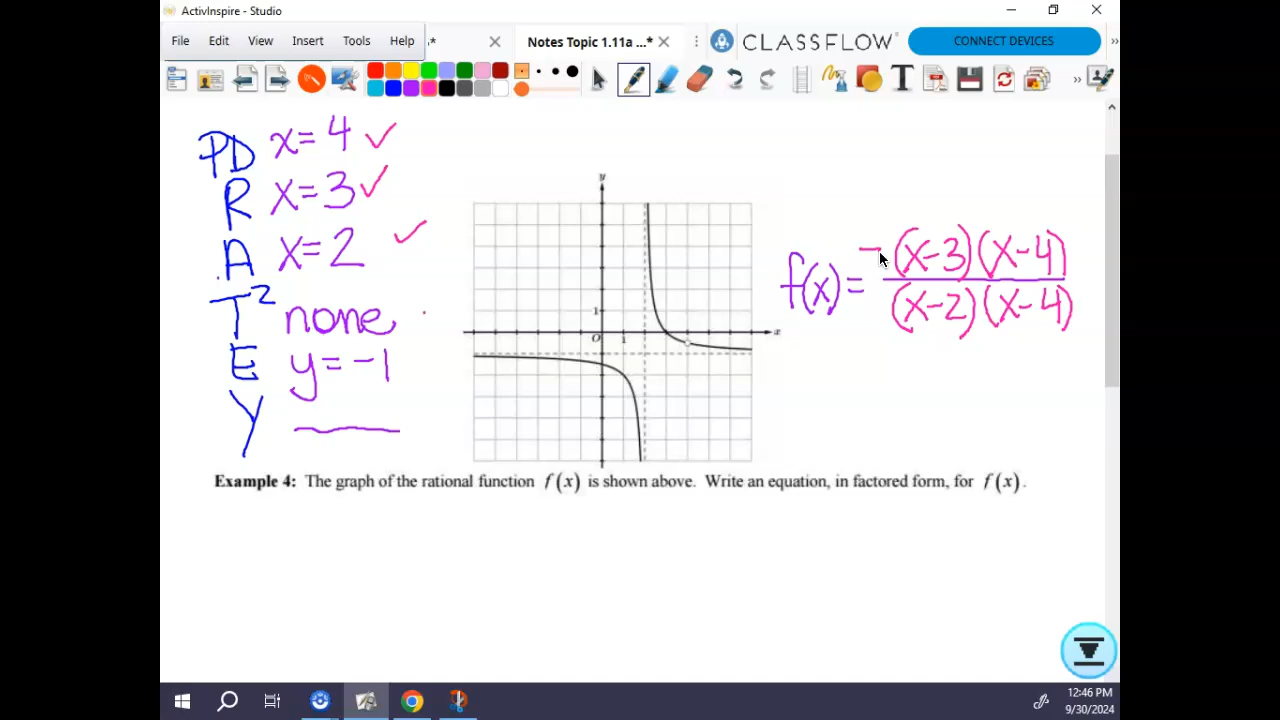 ActivInspire - Studio
File Edit View Insert Tools Help .* Notes Topic 1.11a ...* CLASSFLOW CONNECT DEVICES
PD x = 4 ✓
R x = 3 ✓
A x = 2 ✓
T² none
E y = -1
Y
y
1
O 1 x
f(x) = -(x-3)(x-4)
(x-2)(x-4)
Example 4: The graph of the rational function f(x) is shown above. Write an equation, in factored form, for f(x).
12:46 PM
9/30/2024